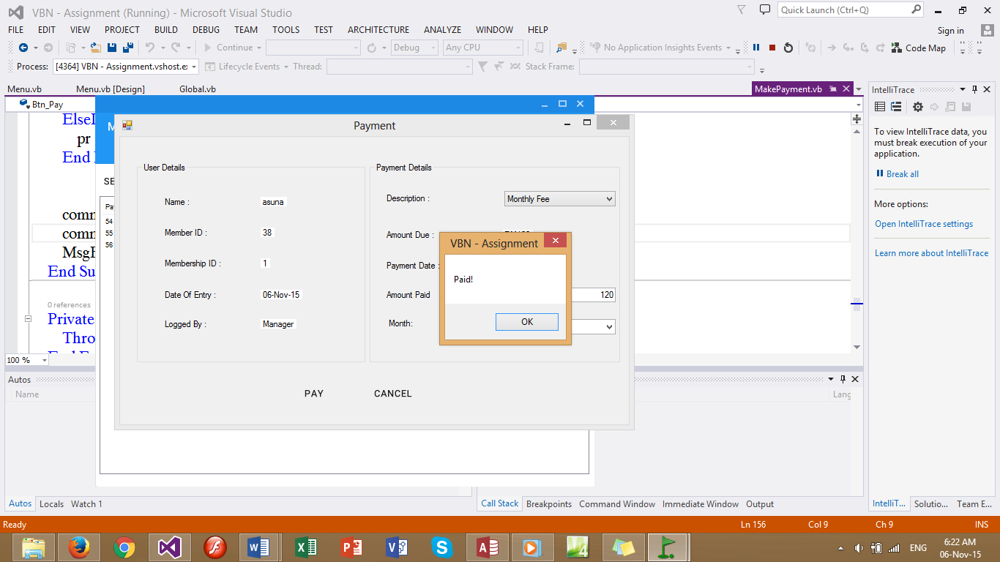 VBN - Assignment (Running) - Microsoft Visual Studio
Quick Launch (Ctrl+Q)
FILE EDIT VIEW PROJECT BUILD DEBUG TEAM TOOLS TEST ARCHITECTURE ANALYZE WINDOW HELP
Sign in
Continue Debug Any CPU No Application Insights Events Code Map
Process: [4364] VBN - Assignment.vshost.e Lifecycle Events Thread: Stack Frame:
Menu.vb Menu.vb [Design] Global.vb MakePayment.vb
Btn_Pay
ElseI
pr
End
comm
comm
MsgB
End Su
0 references
Private
Thro
100 %
M
SE
Pay
54
55
56
Payment
User Details
Name : asuna
Member ID : 38
Membership ID : 1
Date Of Entry : 06-Nov-15
Logged By : Manager
Payment Details
Description : Monthly Fee
Amount Due :
Payment Date :
Amount Paid 120
Month:
PAY CANCEL
VBN - Assignment
Paid!
OK
IntelliTrace
To view IntelliTrace data, you
must break execution of your
application.
Break all
More options:
Open IntelliTrace settings
Learn more about IntelliTrace
Autos
Name
Lang
Autos Locals Watch 1
Call Stack Breakpoints Command Window Immediate Window Output
IntelliT... Solutio... Team E...
Ready Ln 156 Col 9 Ch 9 INS
ENG
6:22 AM
06-Nov-15